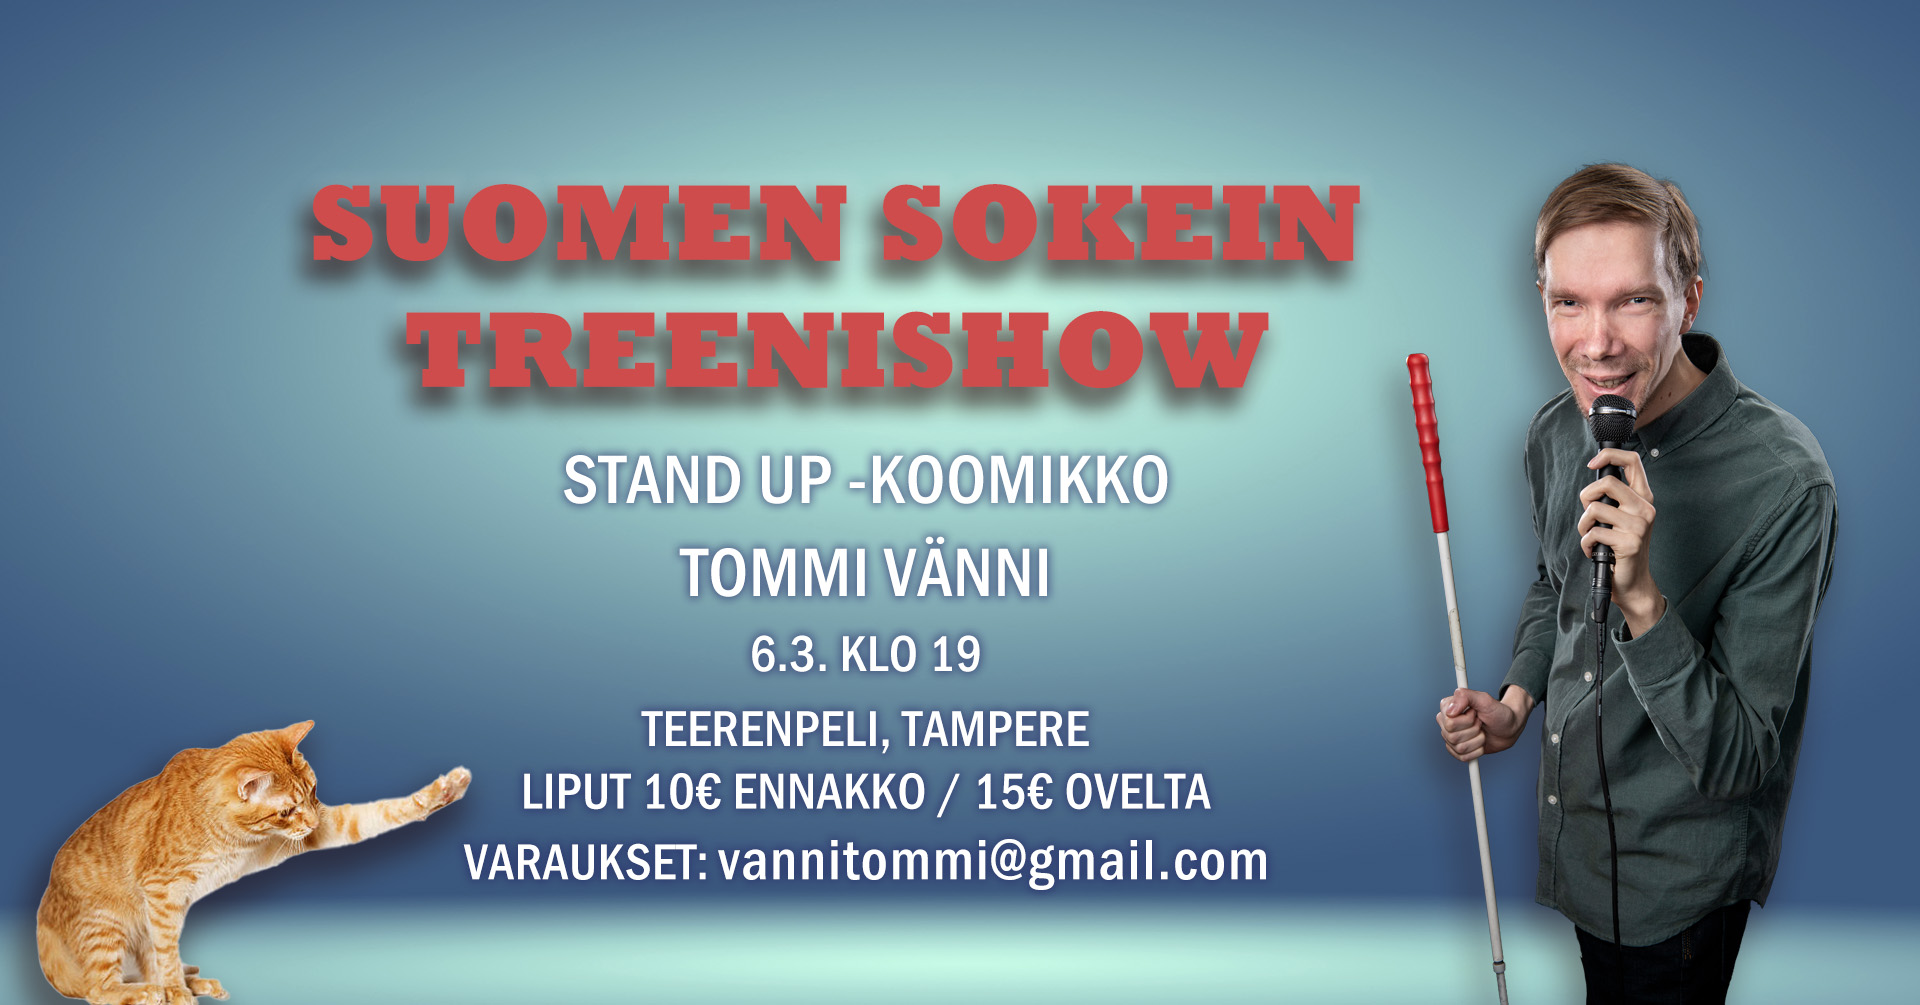 SUOMEN SOKEIN
TREENISHOW
STAND UP -KOOMIKKO
TOMMI VÄNNI
6.3. KLO 19
TEERENPELI, TAMPERE
LIPUT 10€ ENNAKKO / 15€ OVELTA
VARAUKSET: vannitommi@gmail.com